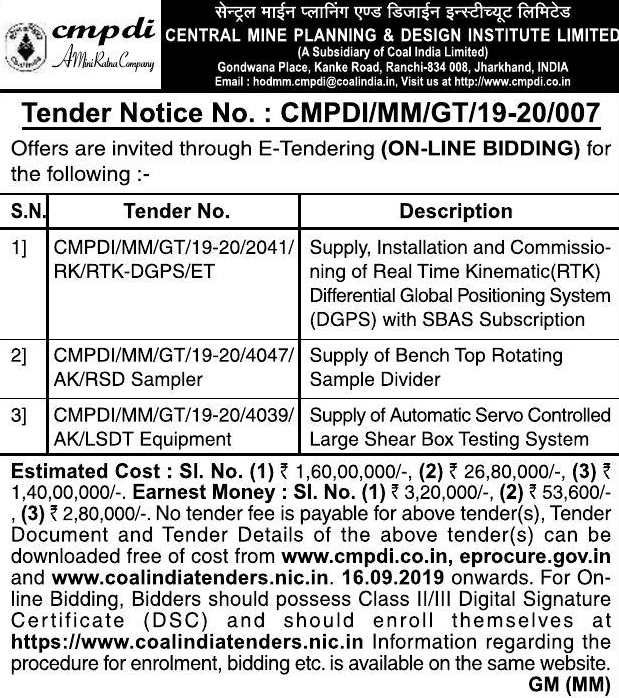 cmpdi
A Mini Ratna Company
सेन्ट्रल माईन प्लानिंग एण्ड डिजाईन इन्स्टीच्यूट लिमिटेड
CENTRAL MINE PLANNING & DESIGN INSTITUTE LIMITED
(A Subsidiary of Coal India Limited)
Gondwana Place, Kanke Road, Ranchi-834 008, Jharkhand, INDIA
Email : hodmm.cmpdi@coalindia.in, Visit us at http://www.cmpdi.co.in
Tender Notice No. : CMPDI/MM/GT/19-20/007
Offers are invited through E-Tendering (ON-LINE BIDDING) for
the following :-
S.N. Tender No. Description
1] CMPDI/MM/GT/19-20/2041/ Supply, Installation and Commissio-
RK/RTK-DGPS/ET ning of Real Time Kinematic(RTK)
Differential Global Positioning System
(DGPS) with SBAS Subscription
2] CMPDI/MM/GT/19-20/4047/ Supply of Bench Top Rotating
AK/RSD Sampler Sample Divider
3] CMPDI/MM/GT/19-20/4039/ Supply of Automatic Servo Controlled
AK/LSDT Equipment Large Shear Box Testing System
Estimated Cost : Sl. No. (1) ₹ 1,60,00,000/-, (2) ₹ 26,80,000/-, (3) ₹
1,40,00,000/-. Earnest Money : Sl. No. (1) ₹ 3,20,000/-, (2) ₹ 53,600/-
, (3) ₹ 2,80,000/-. No tender fee is payable for above tender(s), Tender
Document and Tender Details of the above tender(s) can be
downloaded free of cost from www.cmpdi.co.in, eprocure.gov.in
and www.coalindiatenders.nic.in. 16.09.2019 onwards. For On-
line Bidding, Bidders should possess Class II/III Digital Signature
Certificate (DSC) and should enroll themselves at
https://www.coalindiatenders.nic.in Information regarding the
procedure for enrolment, bidding etc. is available on the same website.
GM (MM)